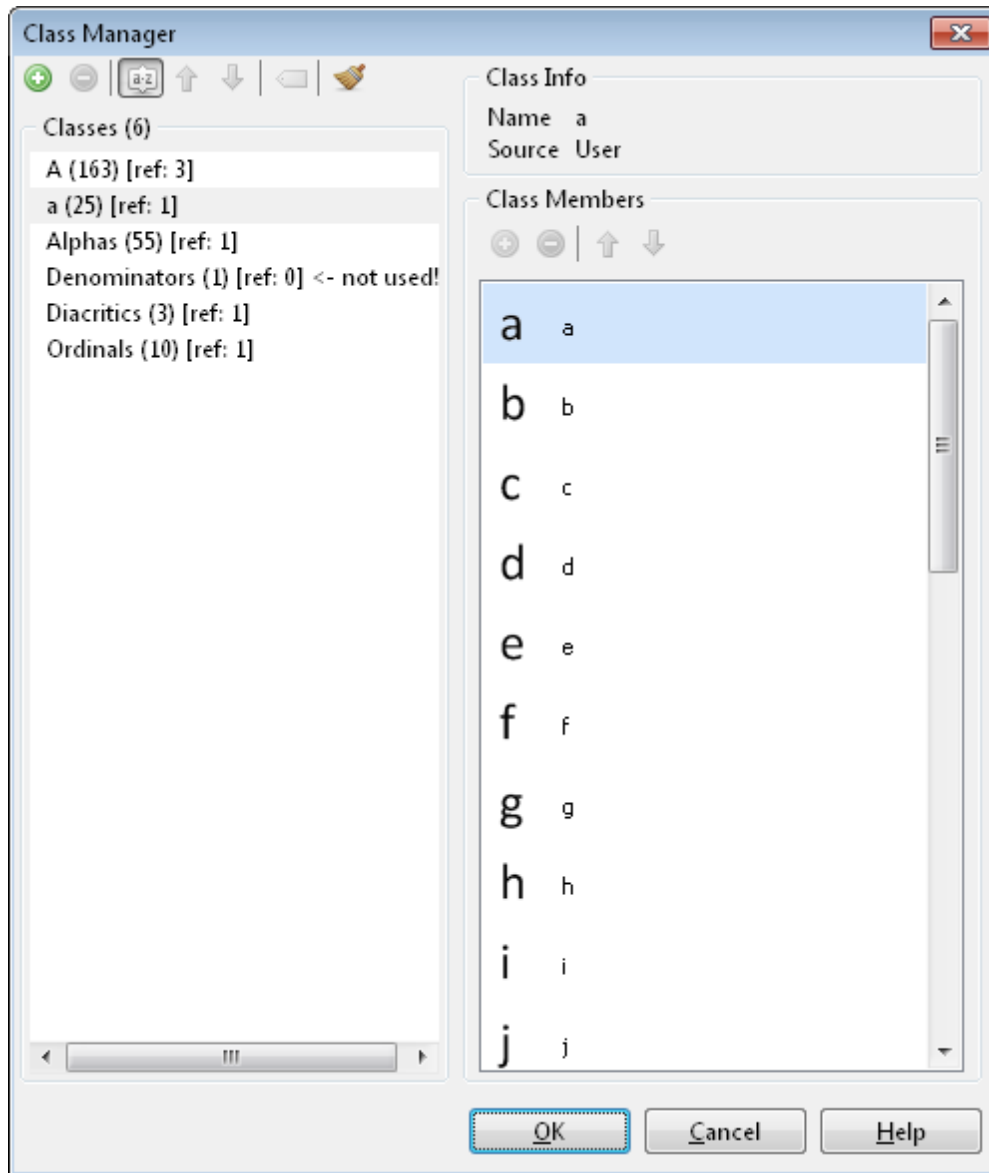 Class Manager
a-z
Classes (6)
A (163) [ref: 3]
a (25) [ref: 1]
Alphas (55) [ref: 1]
Denominators (1) [ref: 0] <- not used!
Diacritics (3) [ref: 1]
Ordinals (10) [ref: 1]
Class Info
Name a
Source User
Class Members
a a
b b
c c
d d
e e
f f
g g
h h
i i
j j
OK Cancel Help